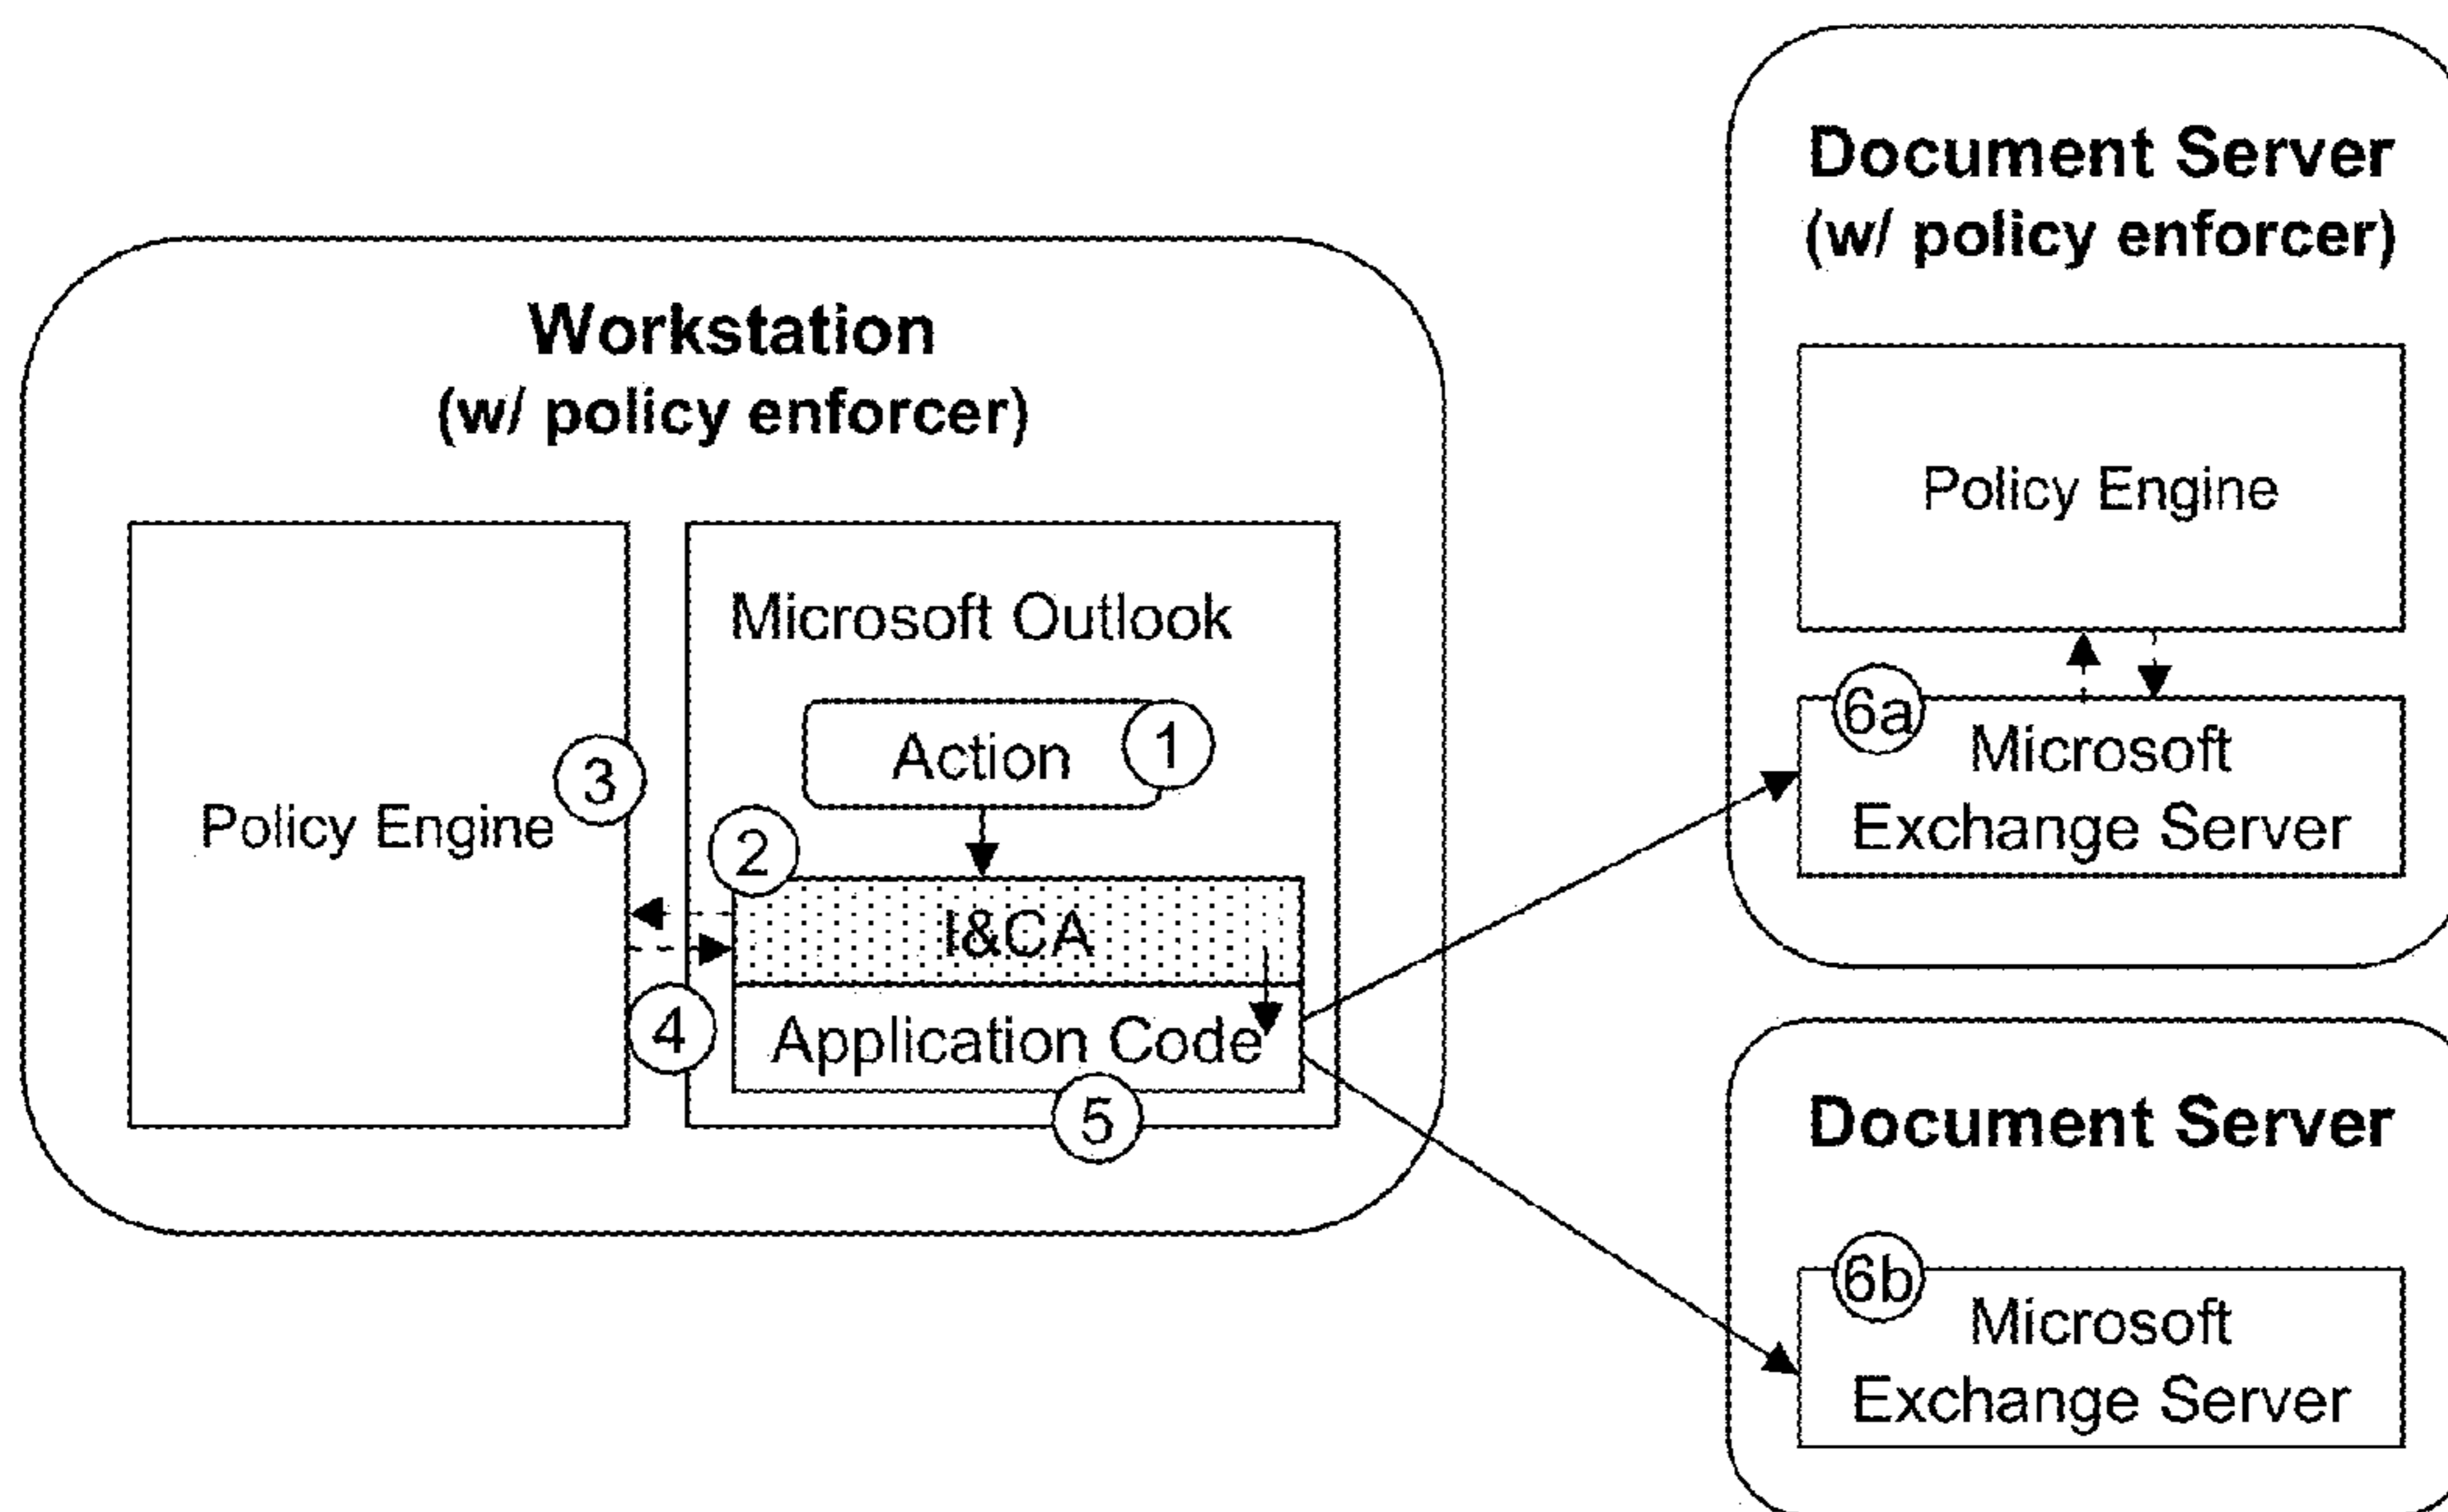 Workstation
(w/ policy enforcer)
Policy Engine
3
Microsoft Outlook
Action
1
2
I&CA
4
Application Code
5
Document Server
(w/ policy enforcer)
Policy Engine
6a
Microsoft
Exchange Server
Document Server
6b
Microsoft
Exchange Server